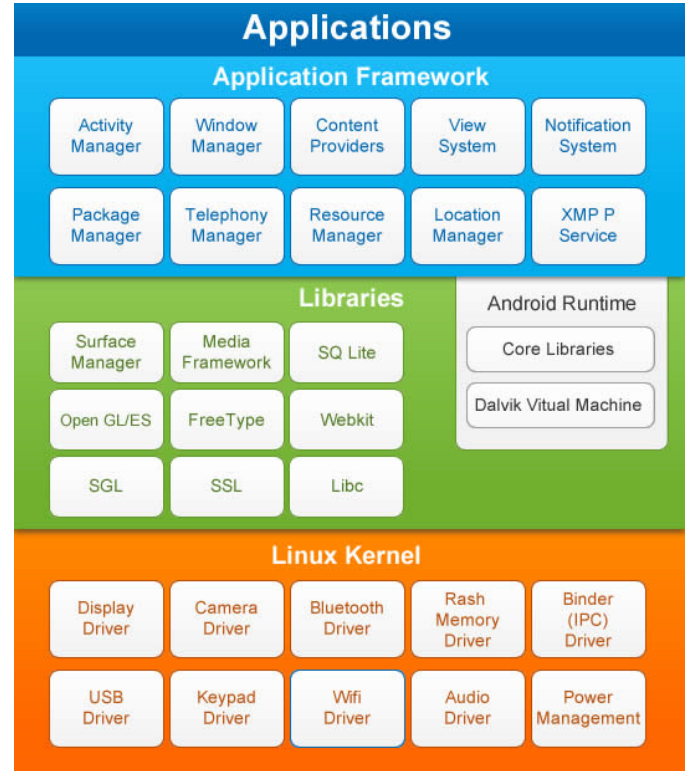 Applications
Application Framework
Activity
Manager
Window
Manager
Content
Providers
View
System
Notification
System
Package
Manager
Telephony
Manager
Resource
Manager
Location
Manager
XMP P
Service
Libraries
Surface
Manager
Media
Framework
SQ Lite
Open GL/ES
FreeType
Webkit
SGL
SSL
Libc
Android Runtime
Core Libraries
Dalvik Vitual Machine
Linux Kernel
Display
Driver
Camera
Driver
Bluetooth
Driver
Rash
Memory
Driver
Binder
(IPC)
Driver
USB
Driver
Keypad
Driver
Wifi
Driver
Audio
Driver
Power
Management